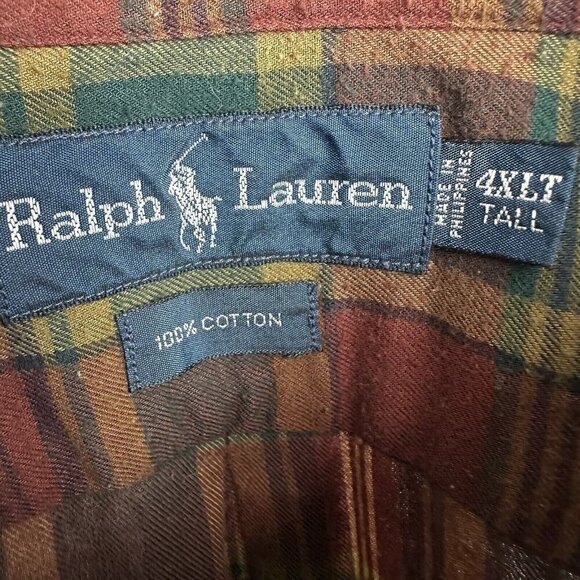 Ralph Lauren
MADE IN
PHILIPPINES
4XLT
TALL
100% COTTON